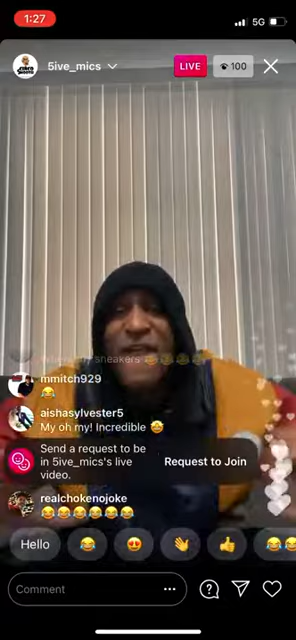 1:27
5G
5ive_mics
LIVE
100
sneakers
mmitch929
aishasylvester5
My oh my! Incredible
Send a request to be
in 5ive_mics's live
video.
Request to Join
realchokenojoke
Hello
Comment